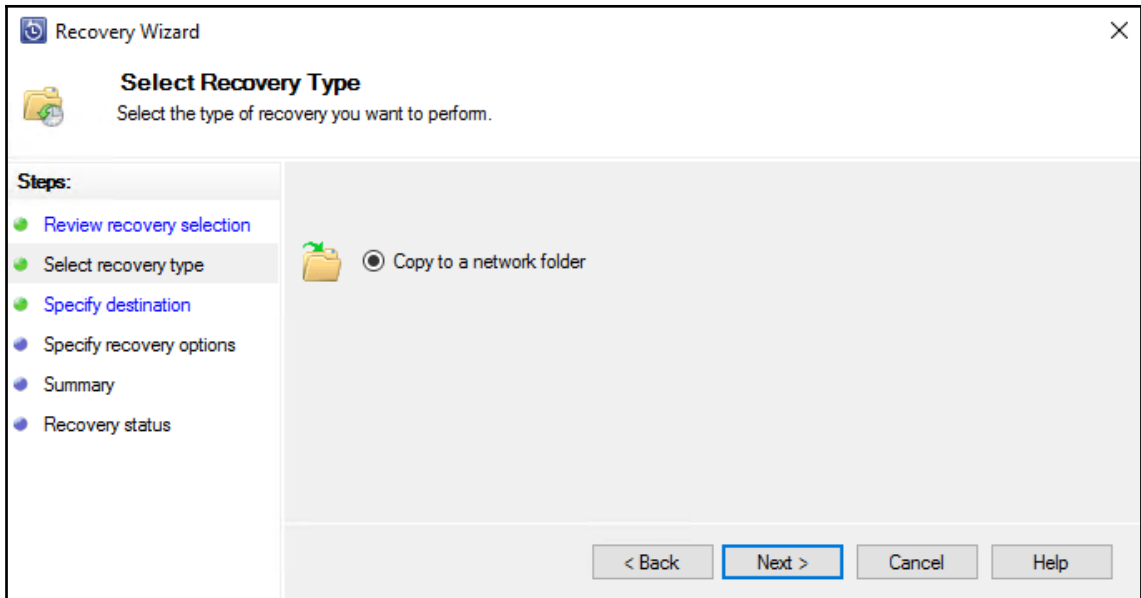 Recovery Wizard
Select Recovery Type
Select the type of recovery you want to perform.
Steps:
Review recovery selection
Select recovery type
Specify destination
Specify recovery options
Summary
Recovery status
Copy to a network folder
< Back
Next >
Cancel
Help